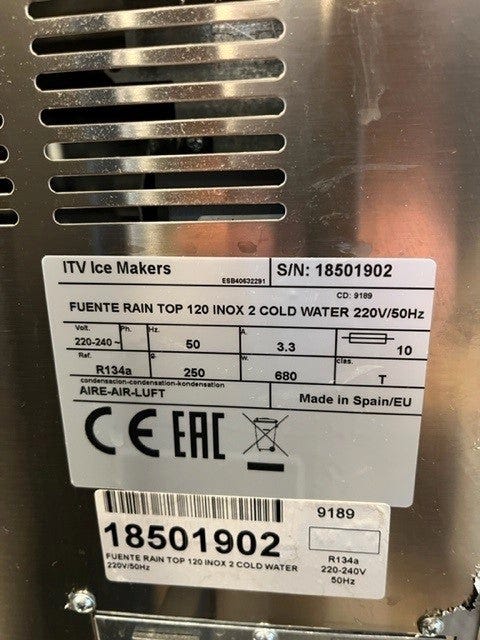 ITV Ice Makers
ESB40632291
S/N: 18501902
CD: 9189
FUENTE RAIN TOP 120 INOX 2 COLD WATER 220V/50Hz
Volt. Ph. Hz. A.
220-240 ~ 50 3.3 10
Ref. g. w. clas.
R134a 250 680 T
condensacion-condensation-kondensation
AIRE-AIR-LUFT
Made in Spain/EU
CE EAC
9189
18501902
FUENTE RAIN TOP 120 INOX 2 COLD WATER
220V/50Hz
R134a
220-240V
50Hz